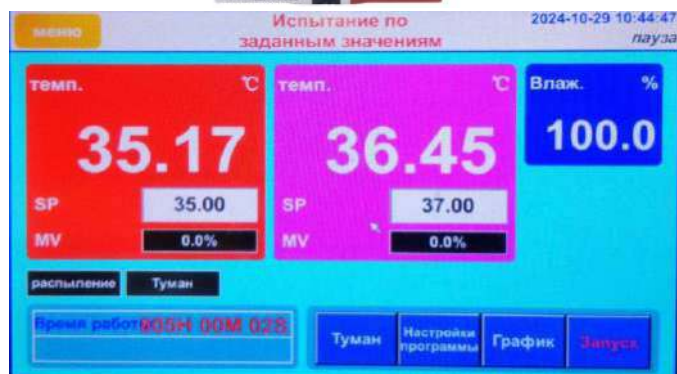 меню
Испытание по
заданным значениям
2024-10-29 10:44:47
пауза
темп. °C
35.17
SP 35.00
MV 0.0%
темп. °C
36.45
SP 37.00
MV 0.0%
Влаж. %
100.0
распыление Туман
Время работ 005H 00M 02S
Туман
Настройки
программы
График
Запуск